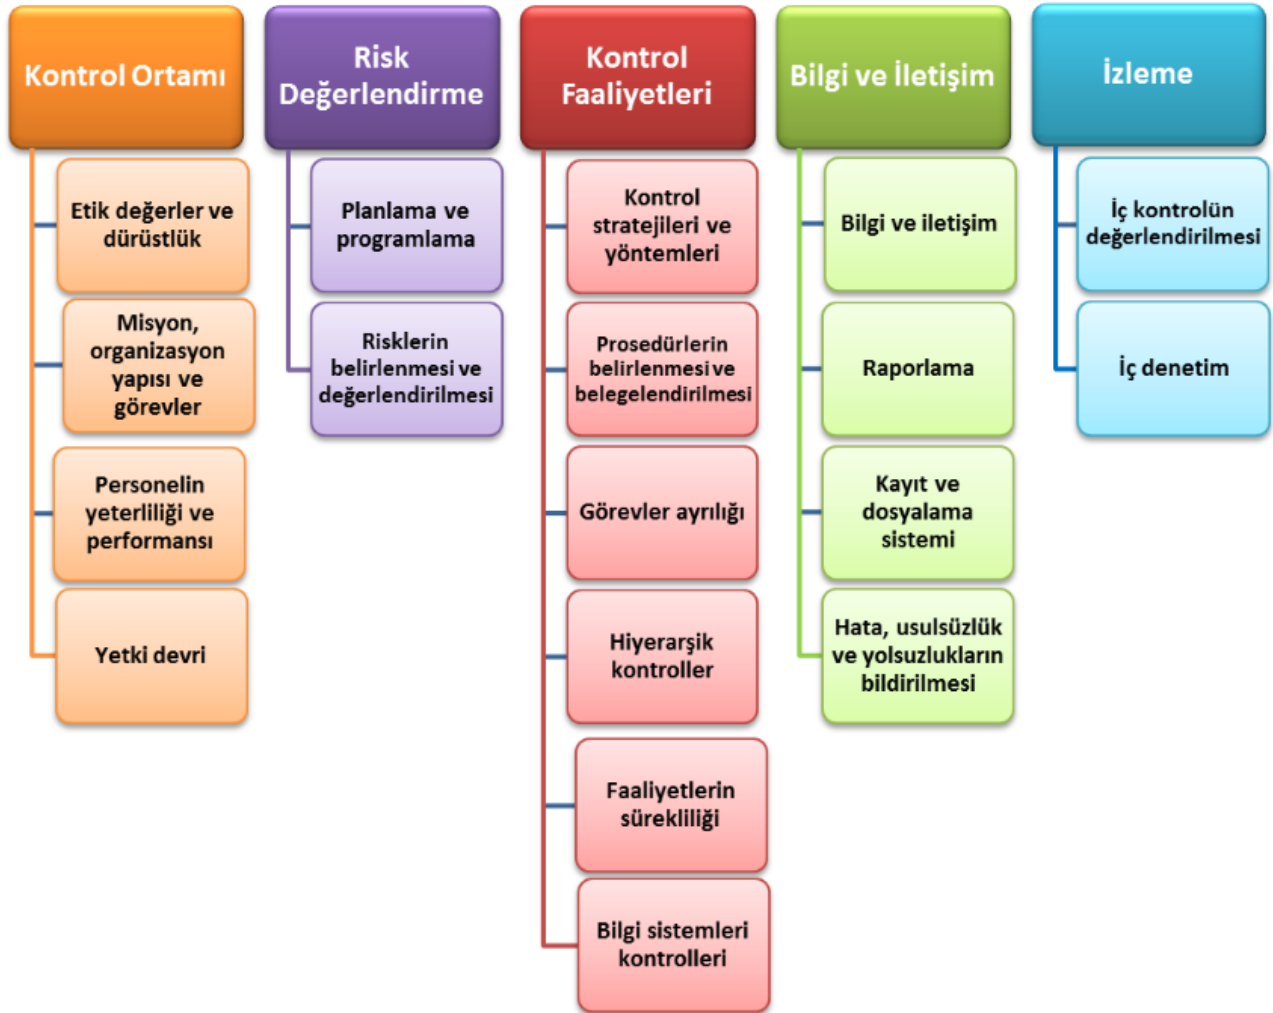 Kontrol Ortamı
Etik değerler ve
dürüstlük
Misyon,
organizasyon
yapısı ve
görevler
Personelin
yeterliliği ve
performansı
Yetki devri
Risk
Değerlendirme
Planlama ve
programlama
Risklerin
belirlenmesi ve
değerlendirilmesi
Kontrol
Faaliyetleri
Kontrol
stratejileri ve
yöntemleri
Prosedürlerin
belirlenmesi ve
belegelendirilmesi
Görevler ayrılığı
Hiyerarşik
kontroller
Faaliyetlerin
sürekliliği
Bilgi sistemleri
kontrolleri
Bilgi ve İletişim
Bilgi ve iletişim
Raporlama
Kayıt ve
dosyalama
sistemi
Hata, usulsüzlük
ve yolsuzlukların
bildirilmesi
İzleme
İç kontrolün
değerlendirilmesi
İç denetim